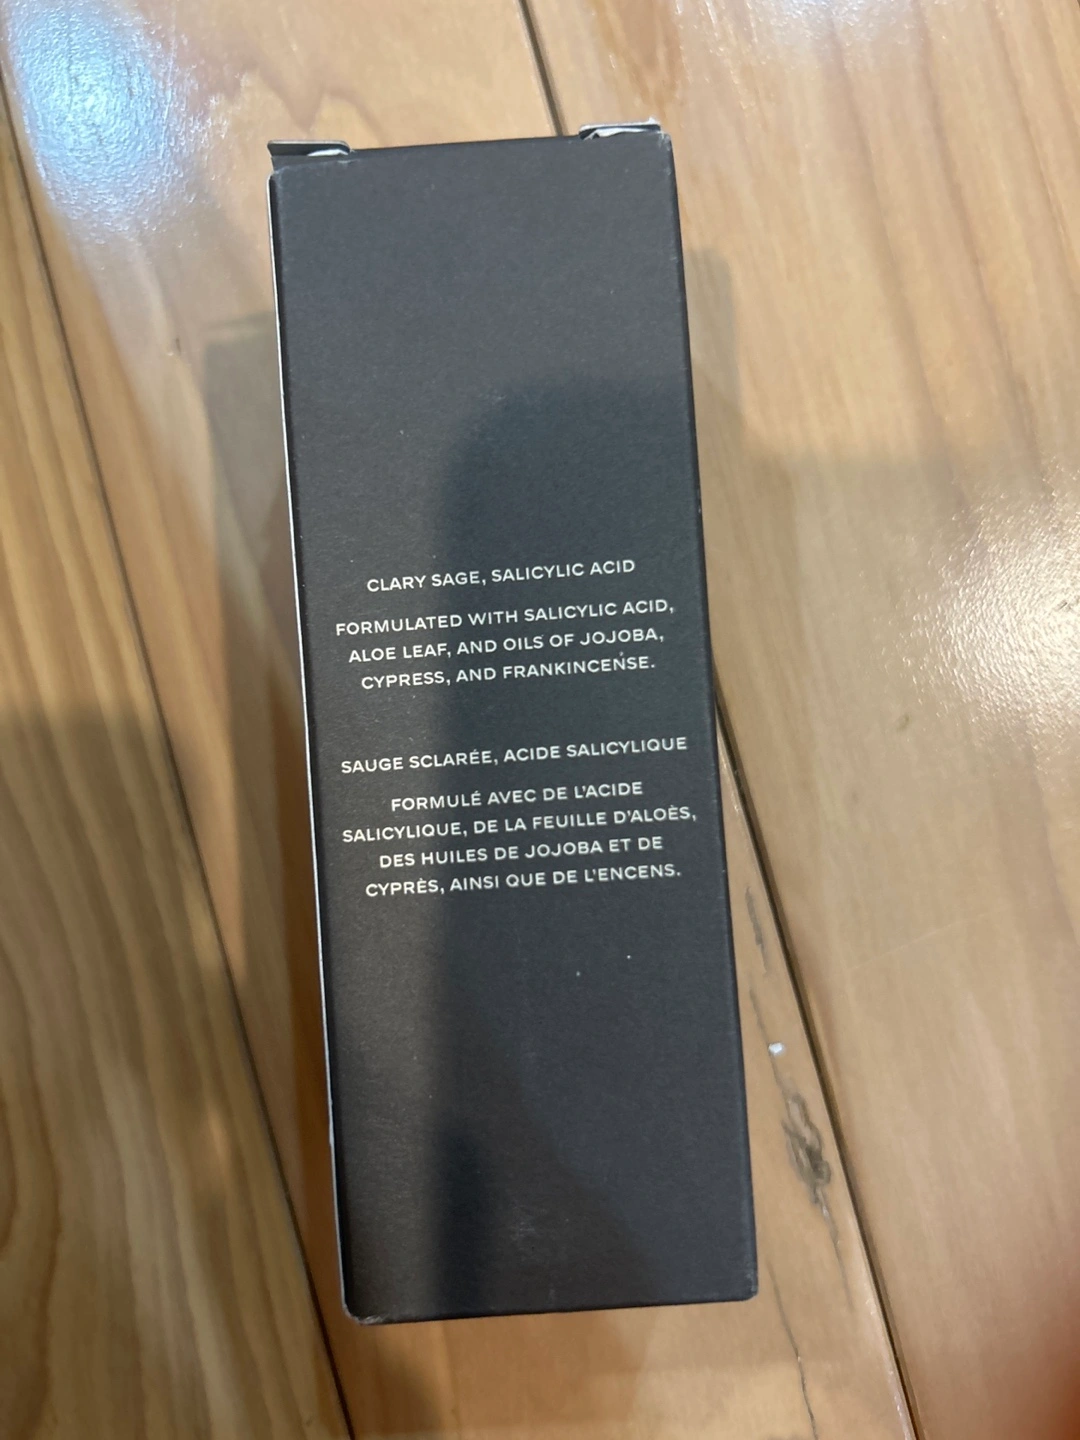 CLARY SAGE, SALICYLIC ACID
FORMULATED WITH SALICYLIC ACID,
ALOE LEAF, AND OILS OF JOJOBA,
CYPRESS, AND FRANKINCENSE.
SAUGE SCLARÉE, ACIDE SALICYLIQUE
FORMULÉ AVEC DE L'ACIDE
SALICYLIQUE, DE LA FEUILLE D'ALOÈS,
DES HUILES DE JOJOBA ET DE
CYPRÈS, AINSI QUE DE L'ENCENS.